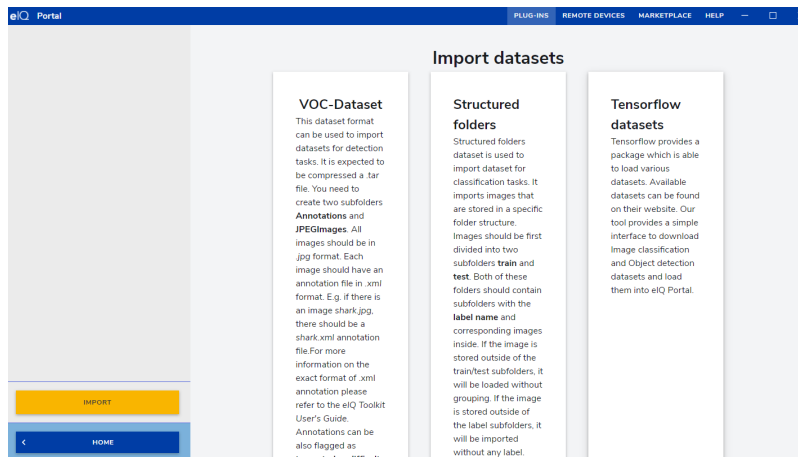 eIQ Portal
PLUG-INS REMOTE DEVICES MARKETPLACE HELP
Import datasets
VOC-Dataset
This dataset format
can be used to import
datasets for detection
tasks. It is expected to
be compressed a .tar
file. You need to
create two subfolders
Annotations and
JPEGImages. All
images should be in
.jpg format. Each
image should have an
annotation file in .xml
format. E.g. if there is
an image shark.jpg,
there should be a
shark.xml annotation
file.For more
information on the
exact format of .xml
annotation please
refer to the eIQ Toolkit
User's Guide.
Annotations can be
also flagged as
Structured
folders
Structured folders
dataset is used to
import dataset for
classification tasks. It
imports images that
are stored in a specific
folder structure.
Images should be first
divided into two
subfolders train and
test. Both of these
folders should contain
subfolders with the
label name and
corresponding images
inside. If the image is
stored outside of the
train/test subfolders, it
will be loaded without
grouping. If the image
is stored outside of
the label subfolders, it
will be imported
without any label.
Tensorflow
datasets
Tensorflow provides a
package which is able
to load various
datasets. Available
datasets can be found
on their website. Our
tool provides a simple
interface to download
Image classification
and Object detection
datasets and load
them into eIQ Portal.
IMPORT
HOME